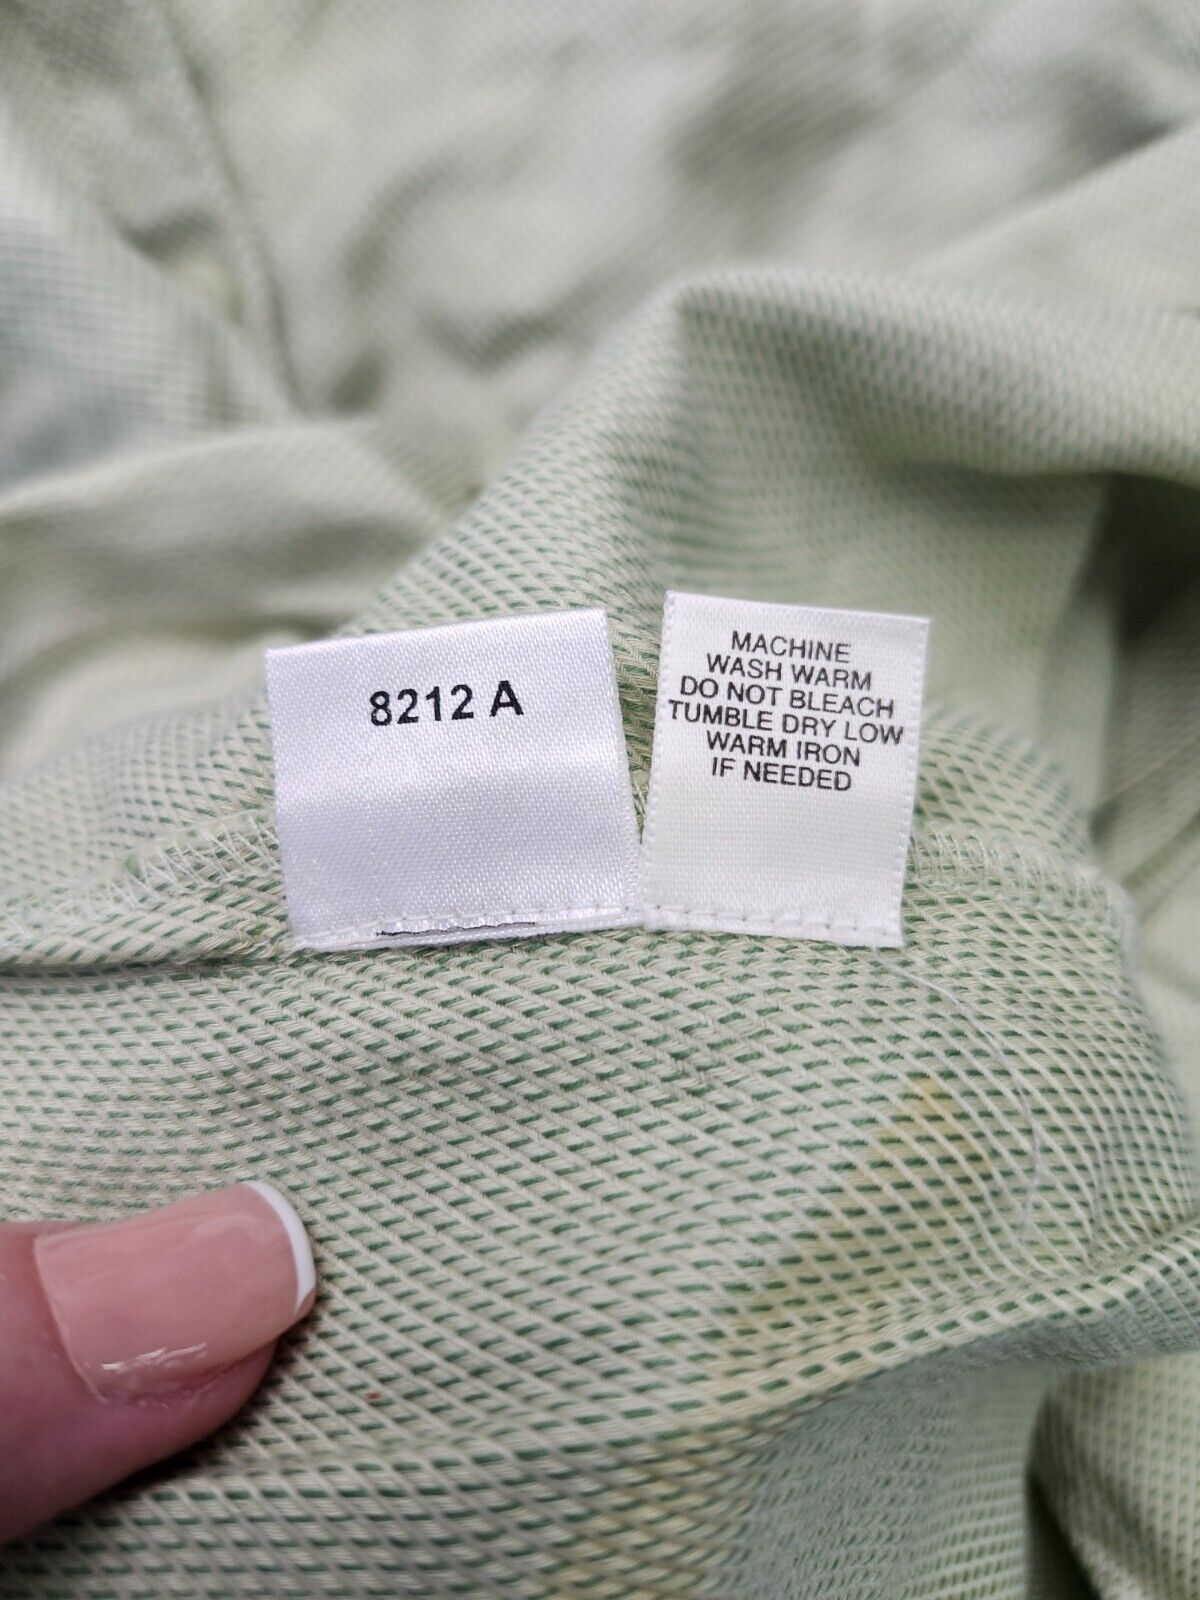 8212 A
MACHINE
WASH WARM
DO NOT BLEACH
TUMBLE DRY LOW
WARM IRON
IF NEEDED